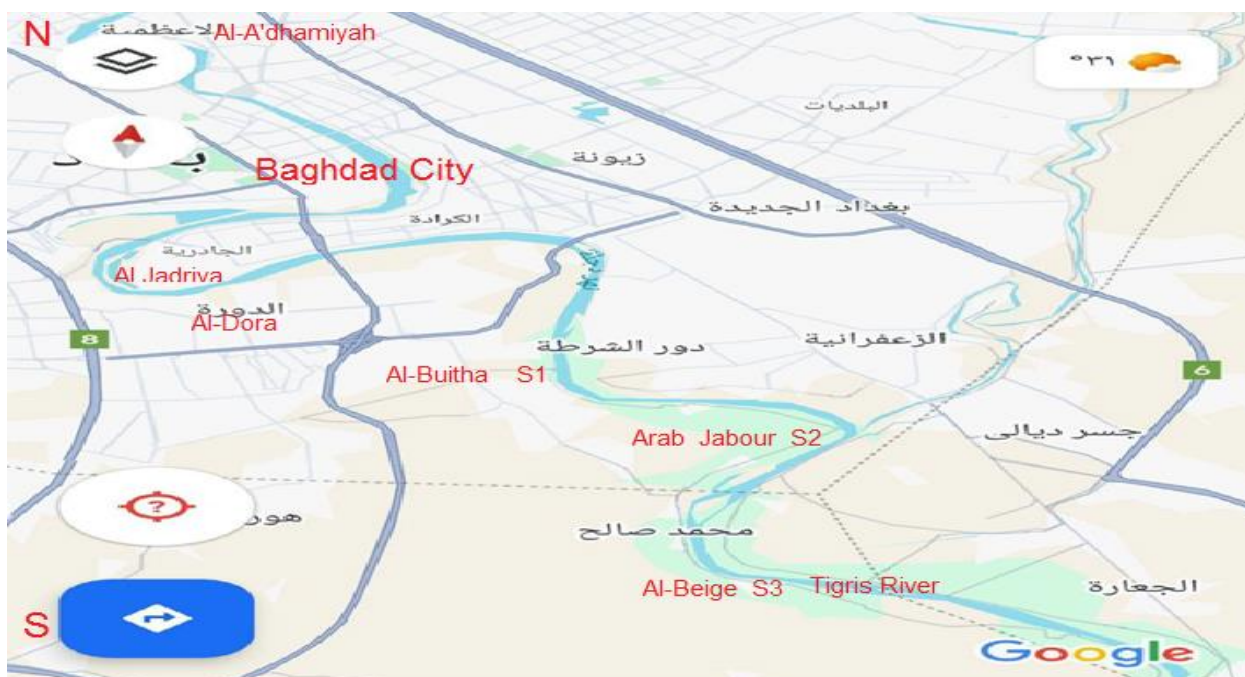 N
الاعظمية Al-A'dhamiyah
°٣١
البلديات
زيونة
Baghdad City
بغداد الجديدة
الكرادة
الجادرية
Al Jadriya
الدورة
Al-Dora
8
دور الشرطة
الزعفرانية
6
Al-Buitha S1
Arab Jabour S2
جسر ديالى
?
هور
محمد صالح
Al-Beige S3 Tigris River
الجعارة
S
Google